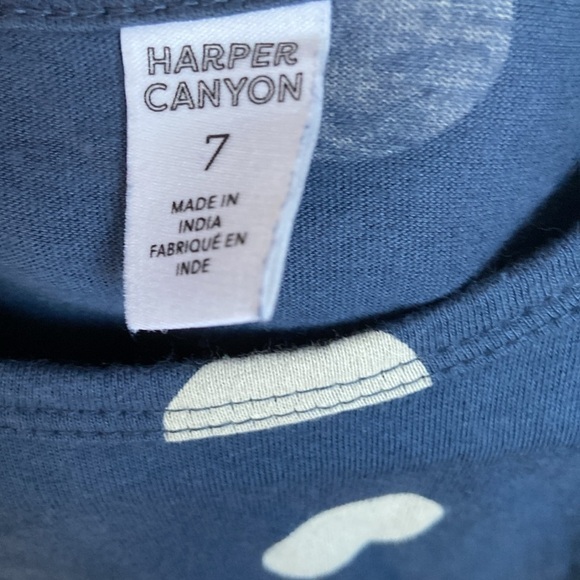 HARPER
CANYON
7
MADE IN
INDIA
FABRIQUÉ EN
INDE